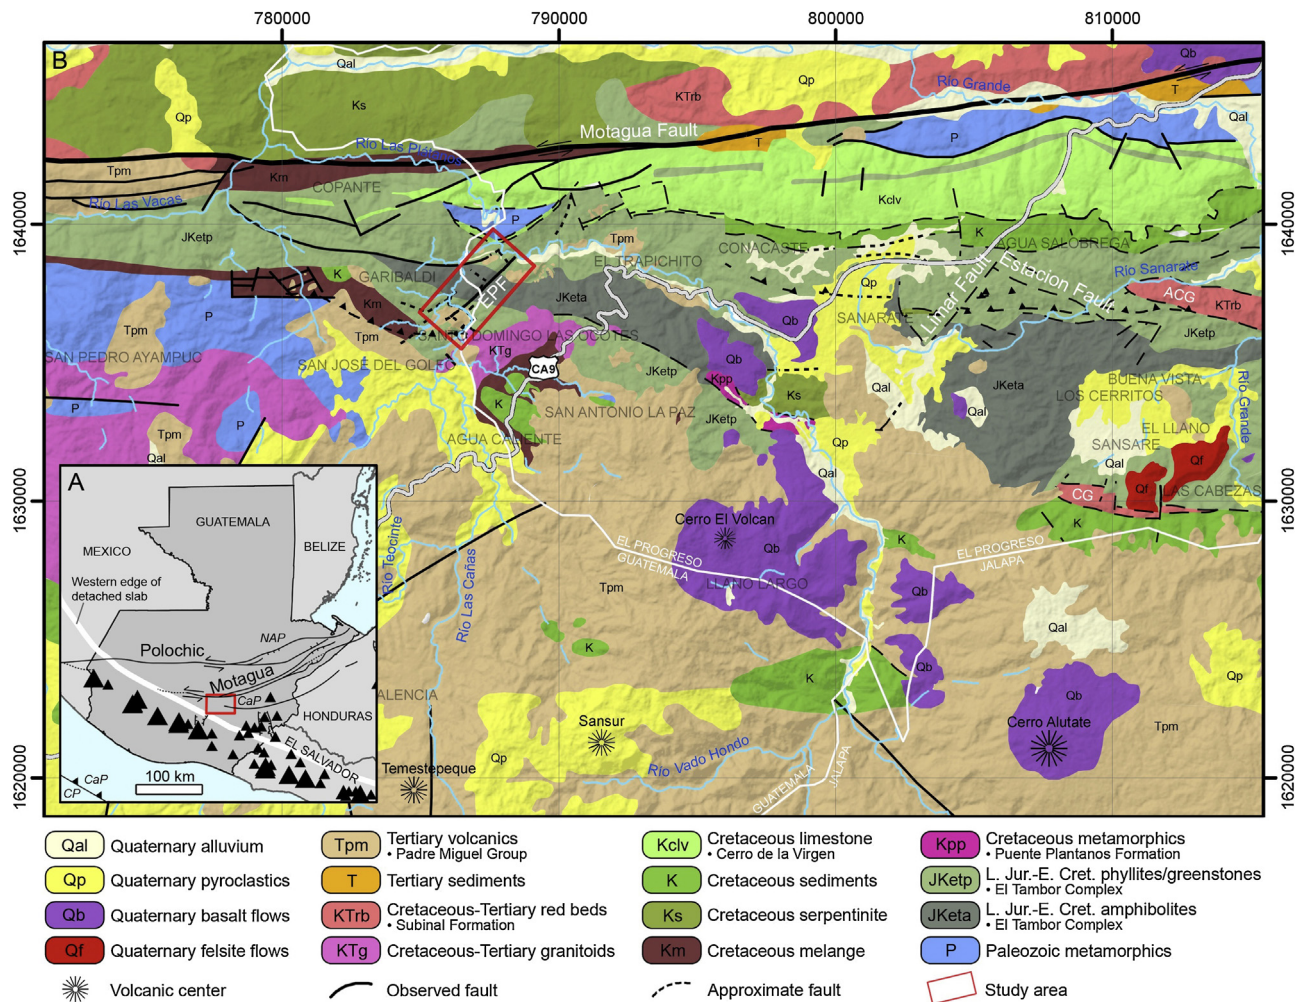 780000
790000
800000
810000
B
Qal
Qb
Ks
Qp
KTrb
Qp
Río Grande
T
Qal
Motagua Fault
T
P
Río Las
Tpm
Km
COPANTE
Río Las Vacas
Kclv
1640000
1640000
P
JKetp
Tpm
CONACASTE
K
AGUA SALOBREGA
EL TRAPICHITO
Río Sanarate
K
GARIBALDI
EPF
JKeta
Qp
Limar Fault
Estacion Fault
ACG
KTrb
Km
P
Tpm
Tpm
Qb
SANARATE
JKetp
SANTO DOMINGO LAS OCOTES
SAN PEDRO AYAMPUC
SAN JOSE DEL GOLFO
KTg
CA9
JKetp
Qb
Kpp
Ks
Qal
JKeta
Qal
BUENA VISTA
LOS CERRITOS
Río Grande
P
K
SAN ANTONIO LA PAZ
JKetp
P
Tpm
AGUA CALIENTE
Qp
EL LLANO
SANSARE
Qal
Qal
Qal
Qf
Qf
CG
LAS CABEZAS
1630000
1630000
K
Cerro El Volcan
Qb
K
EL PROGRESO
GUATEMALA
EL PROGRESO
JALAPA
Río Teocinte
Río Las Cañas
Tpm
LLANO LARGO
Qb
Qal
K
Qb
K
Qp
ALENCIA
Qb
Sansur
Cerro Alutate
Tpm
Qp
Río Vado Hondo
Temestepeque
GUATEMALA
JALAPA
1620000
1620000
A
GUATEMALA
MEXICO
BELIZE
Western edge of
detached slab
NAP
Polochic
Motagua
CaP
HONDURAS
EL SALVADOR
100 km
CaP
CP
Qal Quaternary alluvium
Qp Quaternary pyroclastics
Qb Quaternary basalt flows
Qf Quaternary felsite flows
Volcanic center
Tpm Tertiary volcanics
• Padre Miguel Group
T Tertiary sediments
KTrb Cretaceous-Tertiary red beds
• Subinal Formation
KTg Cretaceous-Tertiary granitoids
Observed fault
Kclv Cretaceous limestone
• Cerro de la Virgen
K Cretaceous sediments
Ks Cretaceous serpentinite
Km Cretaceous melange
Approximate fault
Kpp Cretaceous metamorphics
• Puente Plantanos Formation
JKetp L. Jur.-E. Cret. phyllites/greenstones
• El Tambor Complex
JKeta L. Jur.-E. Cret. amphibolites
• El Tambor Complex
P Paleozoic metamorphics
Study area